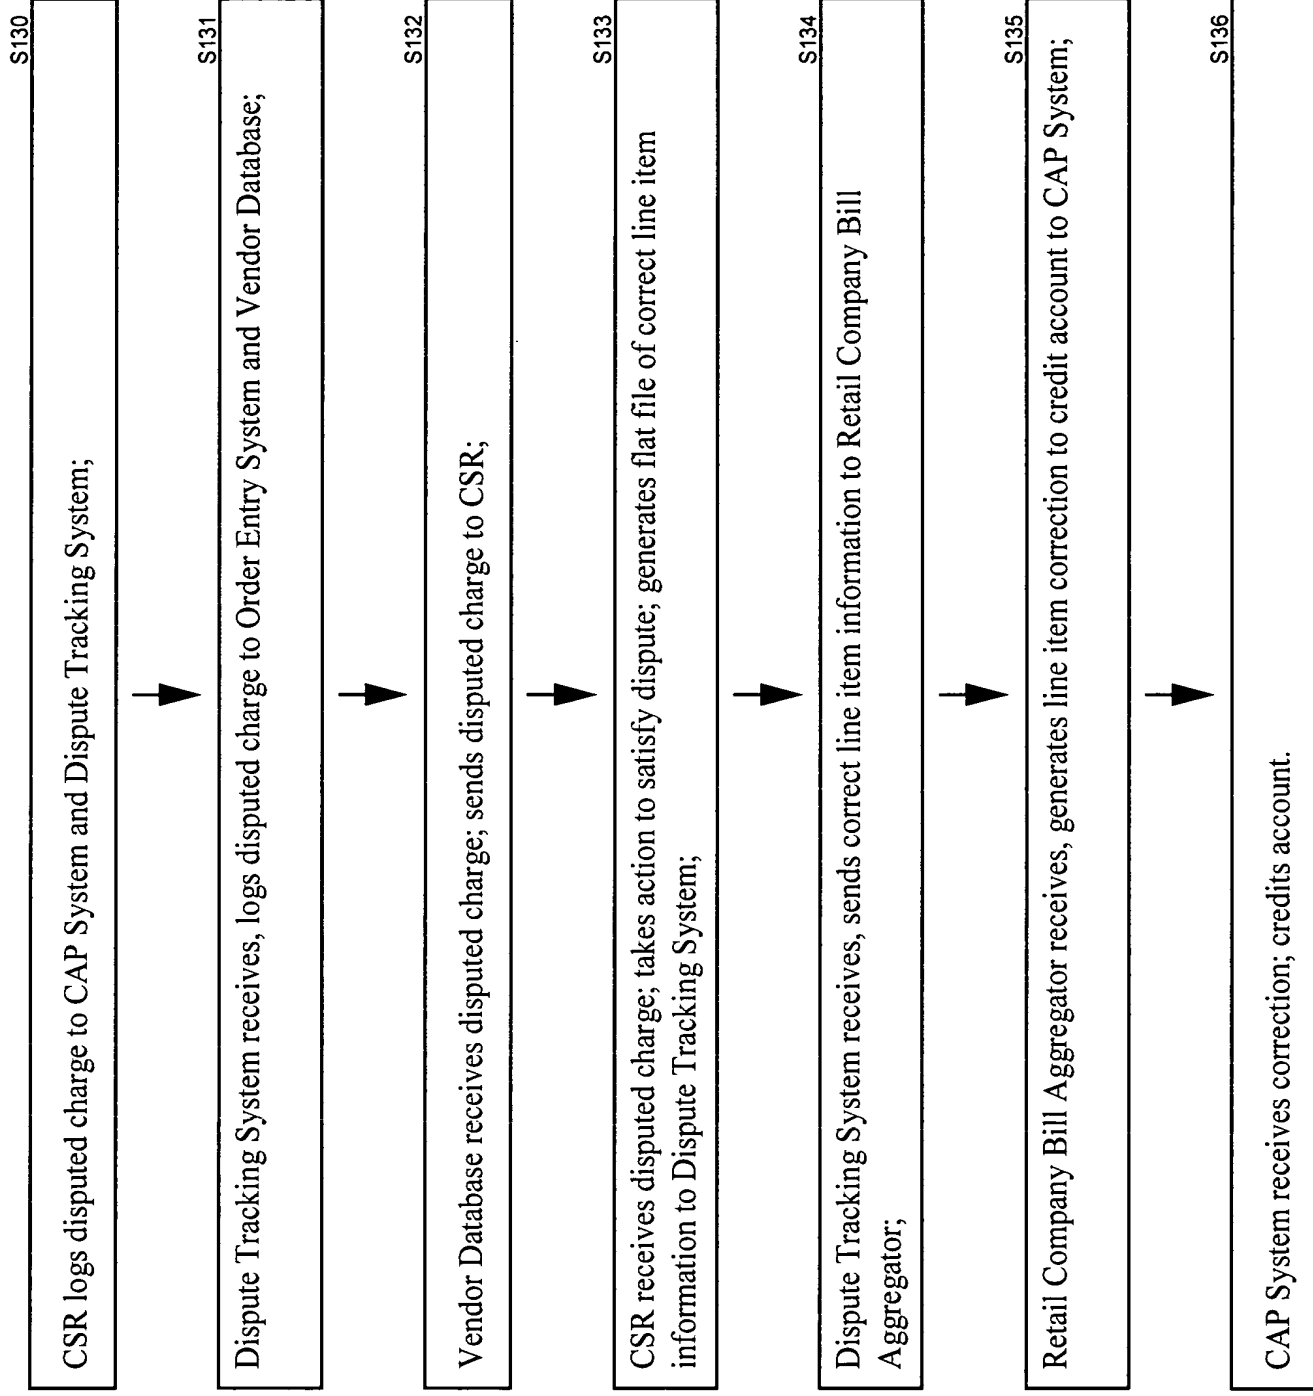 S130
CSR logs disputed charge to CAP System and Dispute Tracking System;
S131
Dispute Tracking System receives, logs disputed charge to Order Entry System and Vendor Database;
S132
Vendor Database receives disputed charge; sends disputed charge to CSR;
S133
CSR receives disputed charge; takes action to satisfy dispute; generates flat file of correct line item
information to Dispute Tracking System;
S134
Dispute Tracking System receives, sends correct line item information to Retail Company Bill
Aggregator;
S135
Retail Company Bill Aggregator receives, generates line item correction to credit account to CAP System;
S136
CAP System receives correction; credits account.